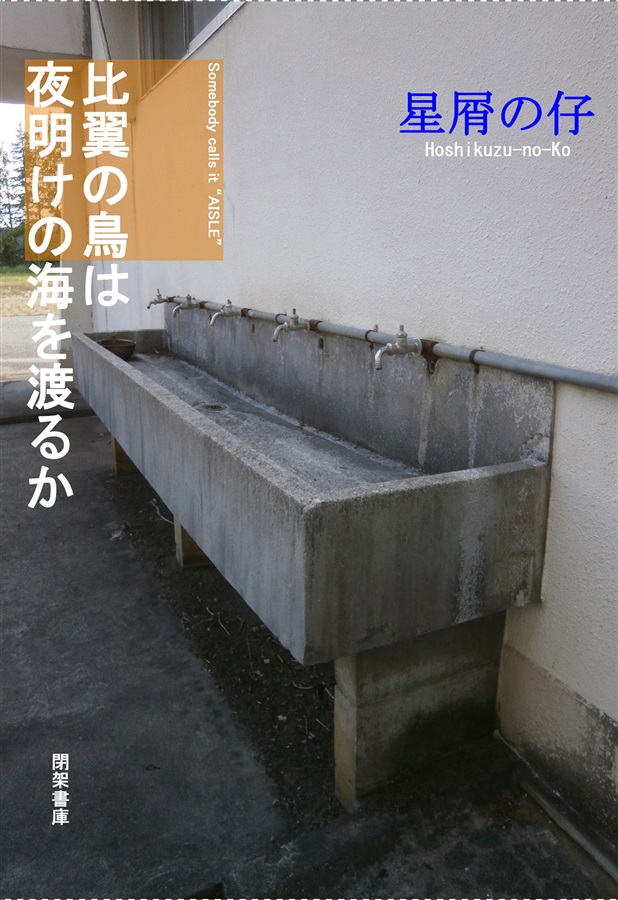 比翼の鳥は
夜明けの海を渡るか
Somebody calls it “AISLE”
星屑の仔
Hoshikuzu-no-Ko
閉架書庫